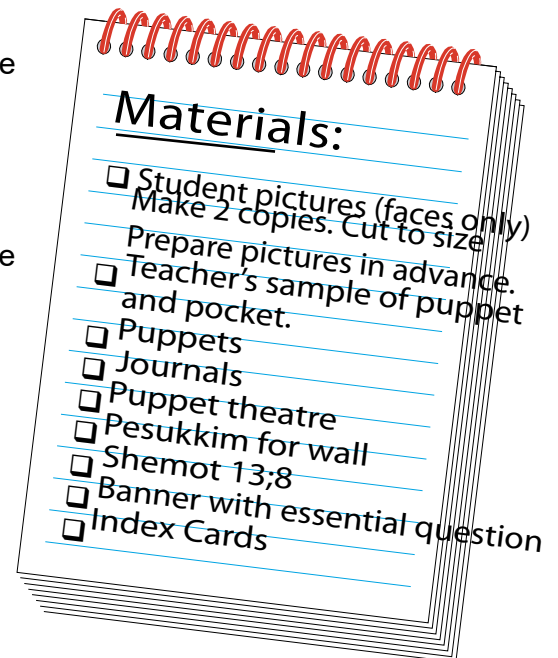 e
e
Materials:
❏ Student pictures (faces only)
Make 2 copies. Cut to size
Prepare pictures in advance.
❏ Teacher's sample of puppet
and pocket.
❏ Puppets
❏ Journals
❏ Puppet theatre
❏ Pesukkim for wall
❏ Shemot 13;8
❏ Banner with essential question
❏ Index Cards